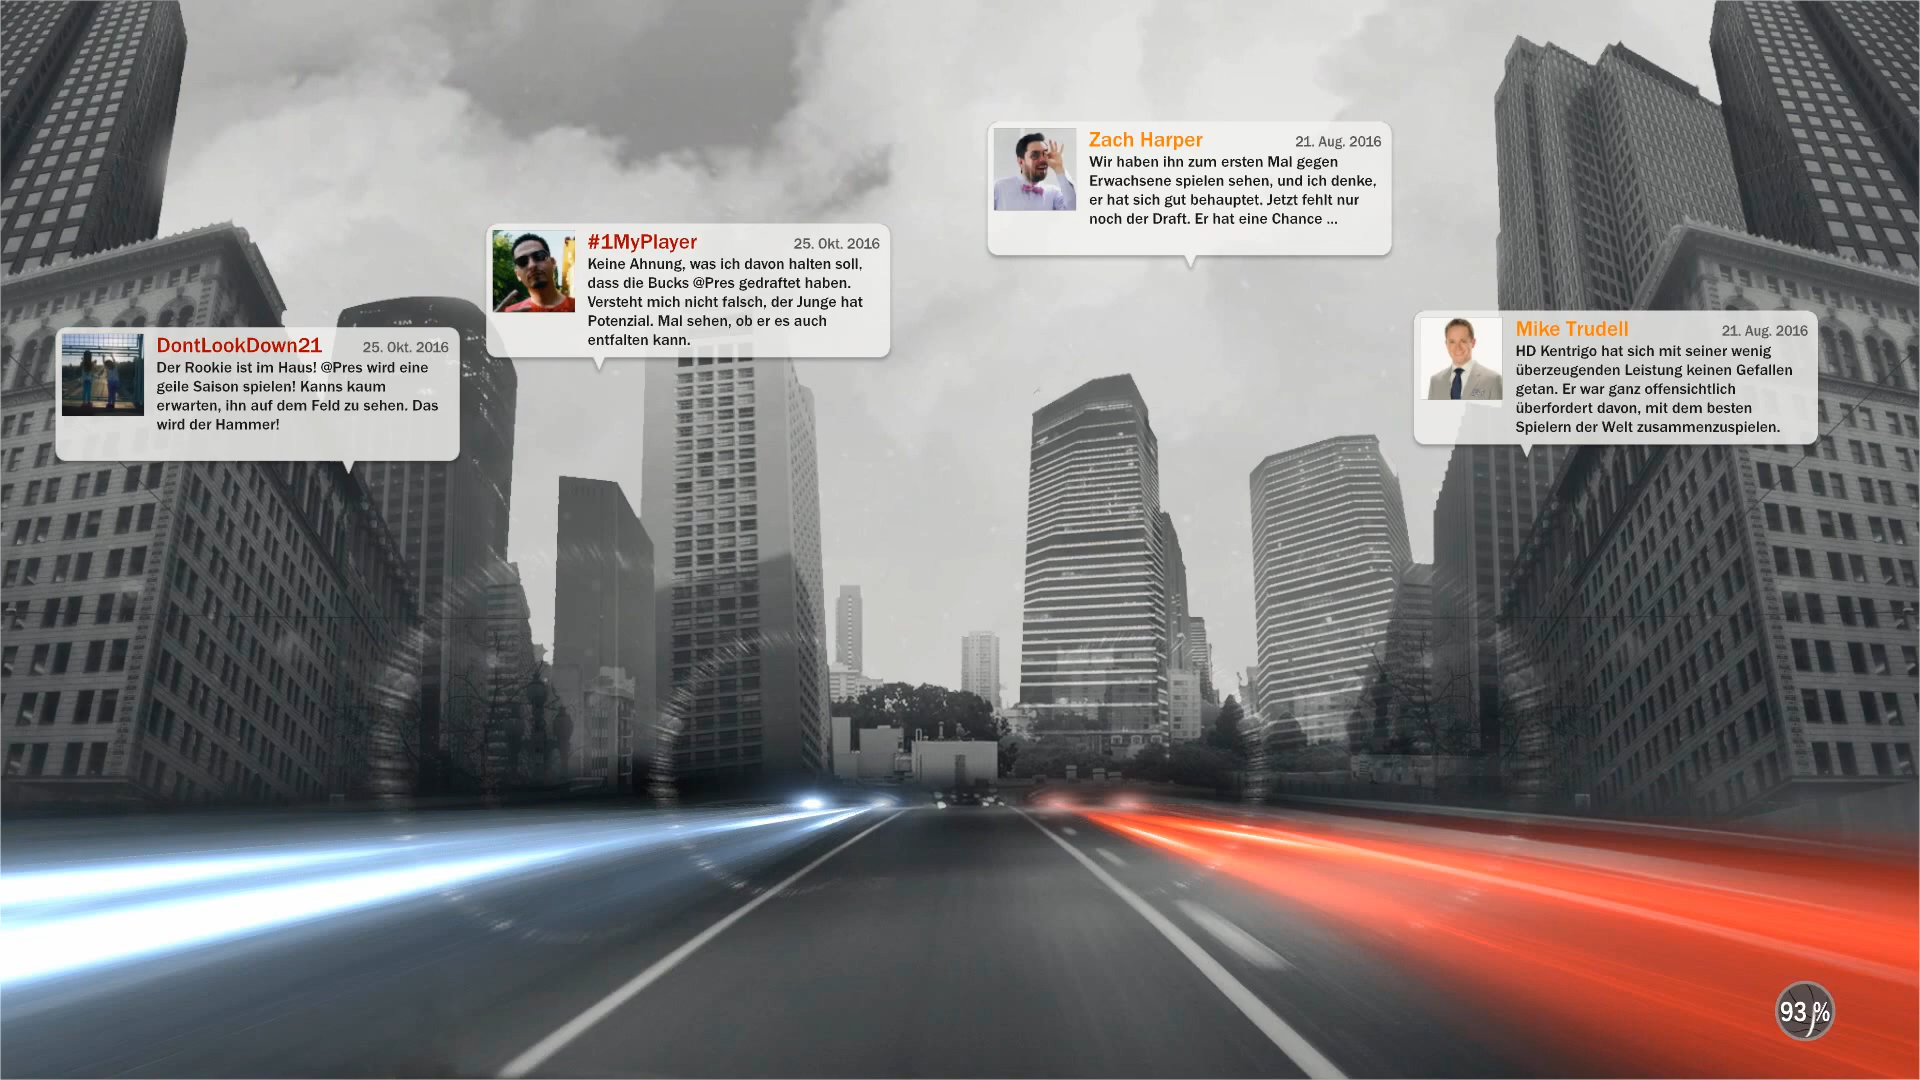 DontLookDown21 25. Okt. 2016
Der Rookie ist im Haus! @Pres wird eine
geile Saison spielen! Kanns kaum
erwarten, ihn auf dem Feld zu sehen. Das
wird der Hammer!
#1MyPlayer 25. Okt. 2016
Keine Ahnung, was ich davon halten soll,
dass die Bucks @Pres gedraftet haben.
Versteht mich nicht falsch, der Junge hat
Potenzial. Mal sehen, ob er es auch
entfalten kann.
Zach Harper 21. Aug. 2016
Wir haben ihn zum ersten Mal gegen
Erwachsene spielen sehen, und ich denke,
er hat sich gut behauptet. Jetzt fehlt nur
noch der Draft. Er hat eine Chance ...
Mike Trudell 21. Aug. 2016
HD Kentrigo hat sich mit seiner wenig
überzeugenden Leistung keinen Gefallen
getan. Er war ganz offensichtlich
überfordert davon, mit dem besten
Spielern der Welt zusammenzuspielen.
93 %